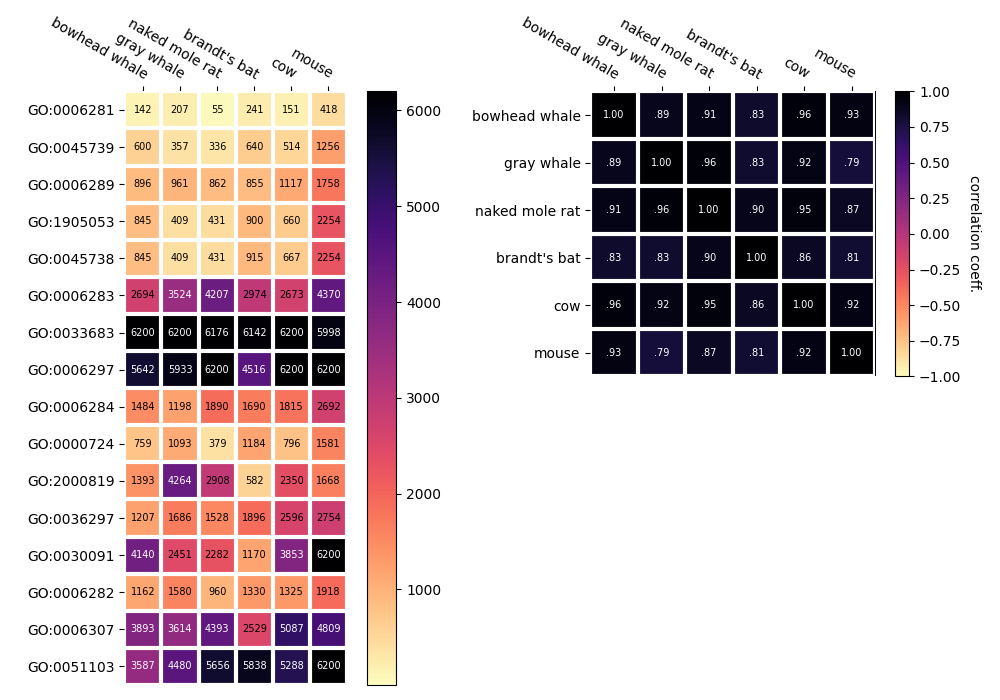 bowhead whale
gray whale
naked mole rat
brandt's bat
cow
mouse
GO:0006281 142 207 55 241 151 418
GO:0045739 600 357 336 640 514 1256
GO:0006289 896 961 862 855 1117 1758
GO:1905053 845 409 431 900 660 2254
GO:0045738 845 409 431 915 667 2254
GO:0006283 2694 3524 4207 2974 2673 4370
GO:0033683 6200 6200 6176 6142 6200 5998
GO:0006297 5642 5933 6200 4516 6200 6200
GO:0006284 1484 1198 1890 1690 1815 2692
GO:0000724 759 1093 379 1184 796 1581
GO:2000819 1393 4264 2908 582 2350 1668
GO:0036297 1207 1686 1528 1896 2596 2754
GO:0030091 4140 2451 2282 1170 3853 6200
GO:0006282 1162 1580 960 1330 1325 1918
GO:0006307 3893 3614 4393 2529 5087 4809
GO:0051103 3587 4480 5656 5838 5288 6200
6000
5000
4000
3000
2000
1000
bowhead whale
gray whale
naked mole rat
brandt's bat
cow
mouse
bowhead whale 1.00 .89 .91 .83 .96 .93
gray whale .89 1.00 .96 .83 .92 .79
naked mole rat .91 .96 1.00 .90 .95 .87
brandt's bat .83 .83 .90 1.00 .86 .81
cow .96 .92 .95 .86 1.00 .92
mouse .93 .79 .87 .81 .92 1.00
1.00
0.75
0.50
0.25
0.00
−0.25
−0.50
−0.75
−1.00
correlation coeff.